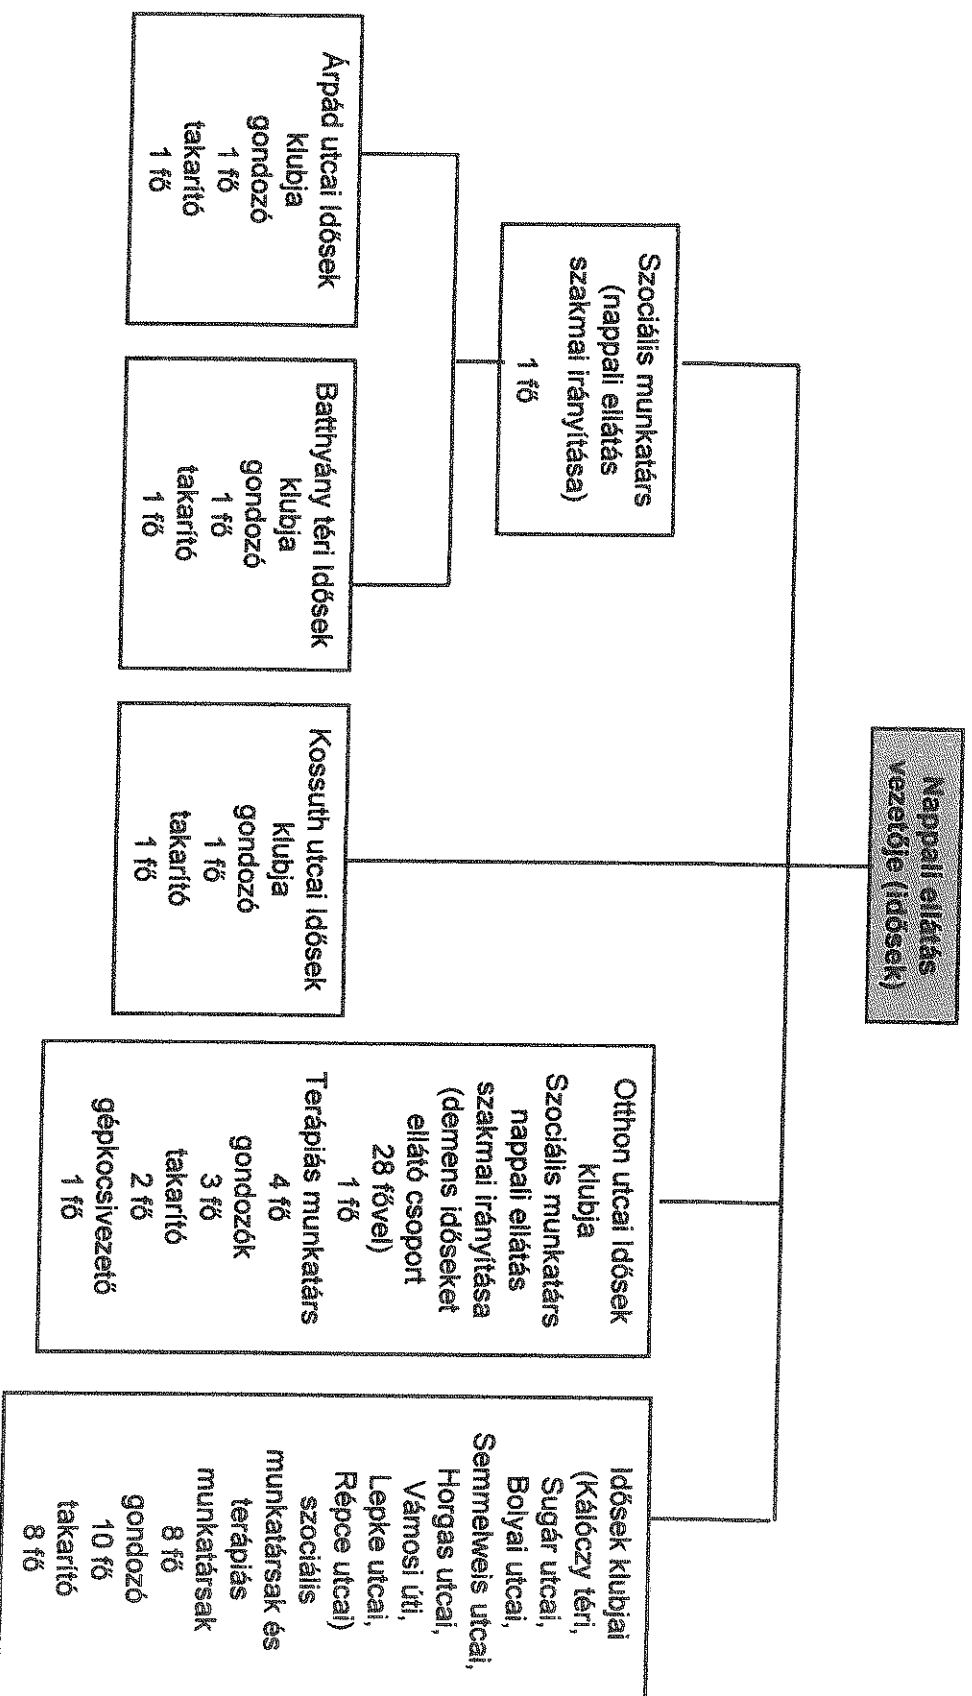 Nappali ellátás
vezetője (idősek)
Szociális munkatárs
(nappali ellátás
szakmai irányítása)
1 fő
Árpád utcai Idősek
klubja
gondozó
1 fő
takarító
1 fő
Batthyány téri Idősek
klubja
gondozó
1 fő
takarító
1 fő
Kossuth utcai Idősek
klubja
gondozó
1 fő
takarító
1 fő
Otthon utcai Idősek
klubja
Szociális munkatárs
nappali ellátás
szakmai irányítása
(demens időseket
ellátó csoport
28 fővel)
1 fő
Terápiás munkatárs
4 fő
gondozók
3 fő
takarító
2 fő
gépkocsivezető
1 fő
Idősek klubjai
(Kálóczy téri,
Sugár utcai,
Bolyai utcai,
Semmelweis utcai,
Horgas utcai,
Vámosi úti,
Lepke utcai,
Répce utcai)
szociális
munkatársak és
terápiás
munkatársak
8 fő
gondozó
10 fő
takarító
8 fő